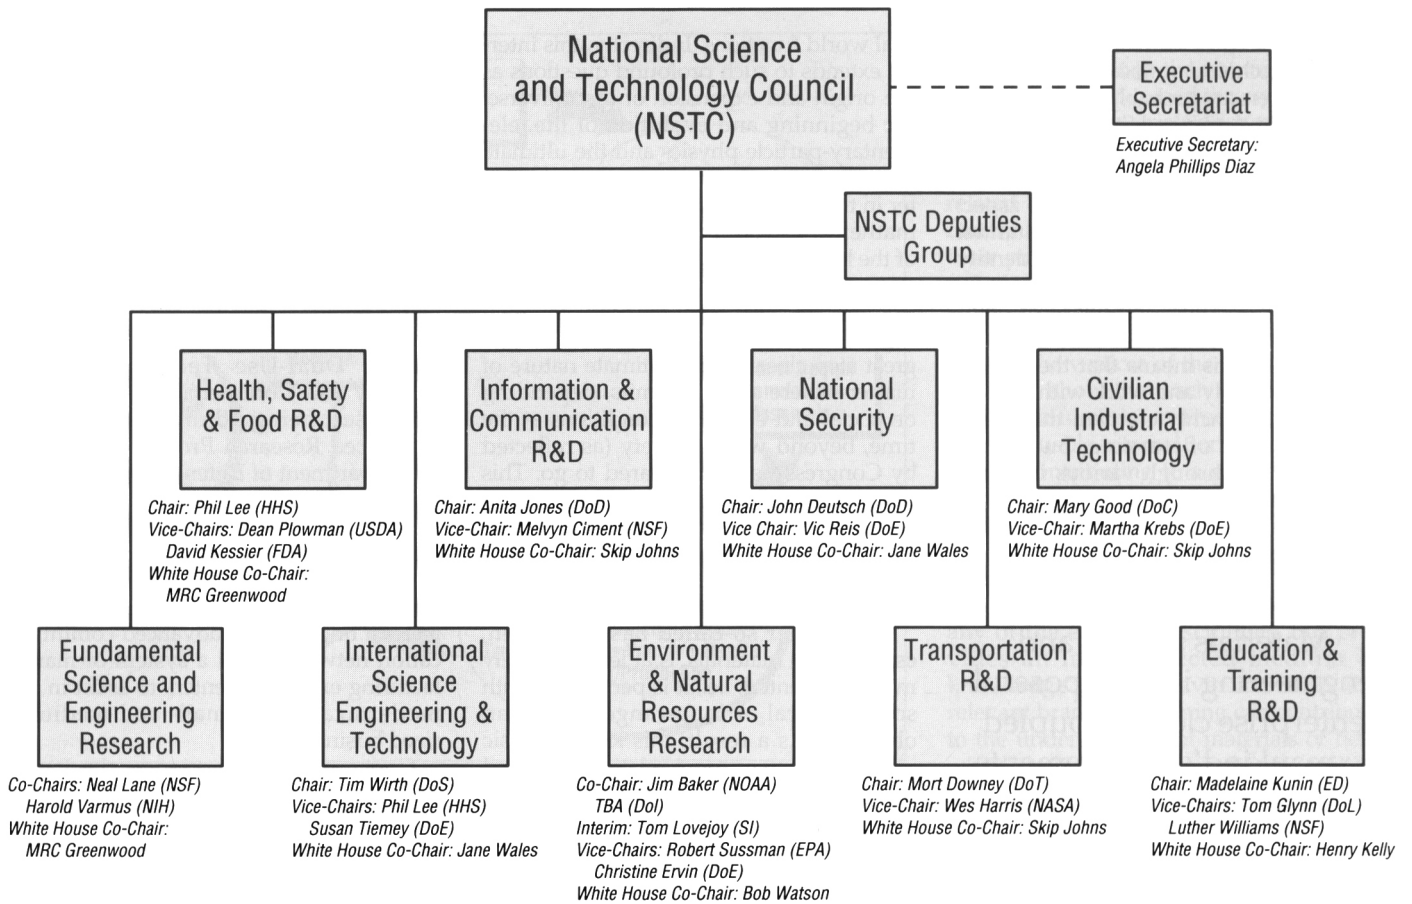 National Science
and Technology Council
(NSTC)
Executive
Secretariat
Executive Secretary:
Angela Phillips Diaz
NSTC Deputies
Group
Health, Safety
& Food R&D
Chair: Phil Lee (HHS)
Vice-Chairs: Dean Plowman (USDA)
David Kessier (FDA)
White House Co-Chair:
MRC Greenwood
Information &
Communication
R&D
Chair: Anita Jones (DoD)
Vice-Chair: Melvyn Ciment (NSF)
White House Co-Chair: Skip Johns
National
Security
Chair: John Deutsch (DoD)
Vice Chair: Vic Reis (DoE)
White House Co-Chair: Jane Wales
Civilian
Industrial
Technology
Chair: Mary Good (DoC)
Vice-Chair: Martha Krebs (DoE)
White House Co-Chair: Skip Johns
Fundamental
Science and
Engineering
Research
Co-Chairs: Neal Lane (NSF)
Harold Varmus (NIH)
White House Co-Chair:
MRC Greenwood
International
Science
Engineering &
Technology
Chair: Tim Wirth (DoS)
Vice-Chairs: Phil Lee (HHS)
Susan Tiemey (DoE)
White House Co-Chair: Jane Wales
Environment
& Natural
Resources
Research
Co-Chair: Jim Baker (NOAA)
TBA (DoI)
Interim: Tom Lovejoy (SI)
Vice-Chairs: Robert Sussman (EPA)
Christine Ervin (DoE)
White House Co-Chair: Bob Watson
Transportation
R&D
Chair: Mort Downey (DoT)
Vice-Chair: Wes Harris (NASA)
White House Co-Chair: Skip Johns
Education &
Training
R&D
Chair: Madelaine Kunin (ED)
Vice-Chairs: Tom Glynn (DoL)
Luther Williams (NSF)
White House Co-Chair: Henry Kelly